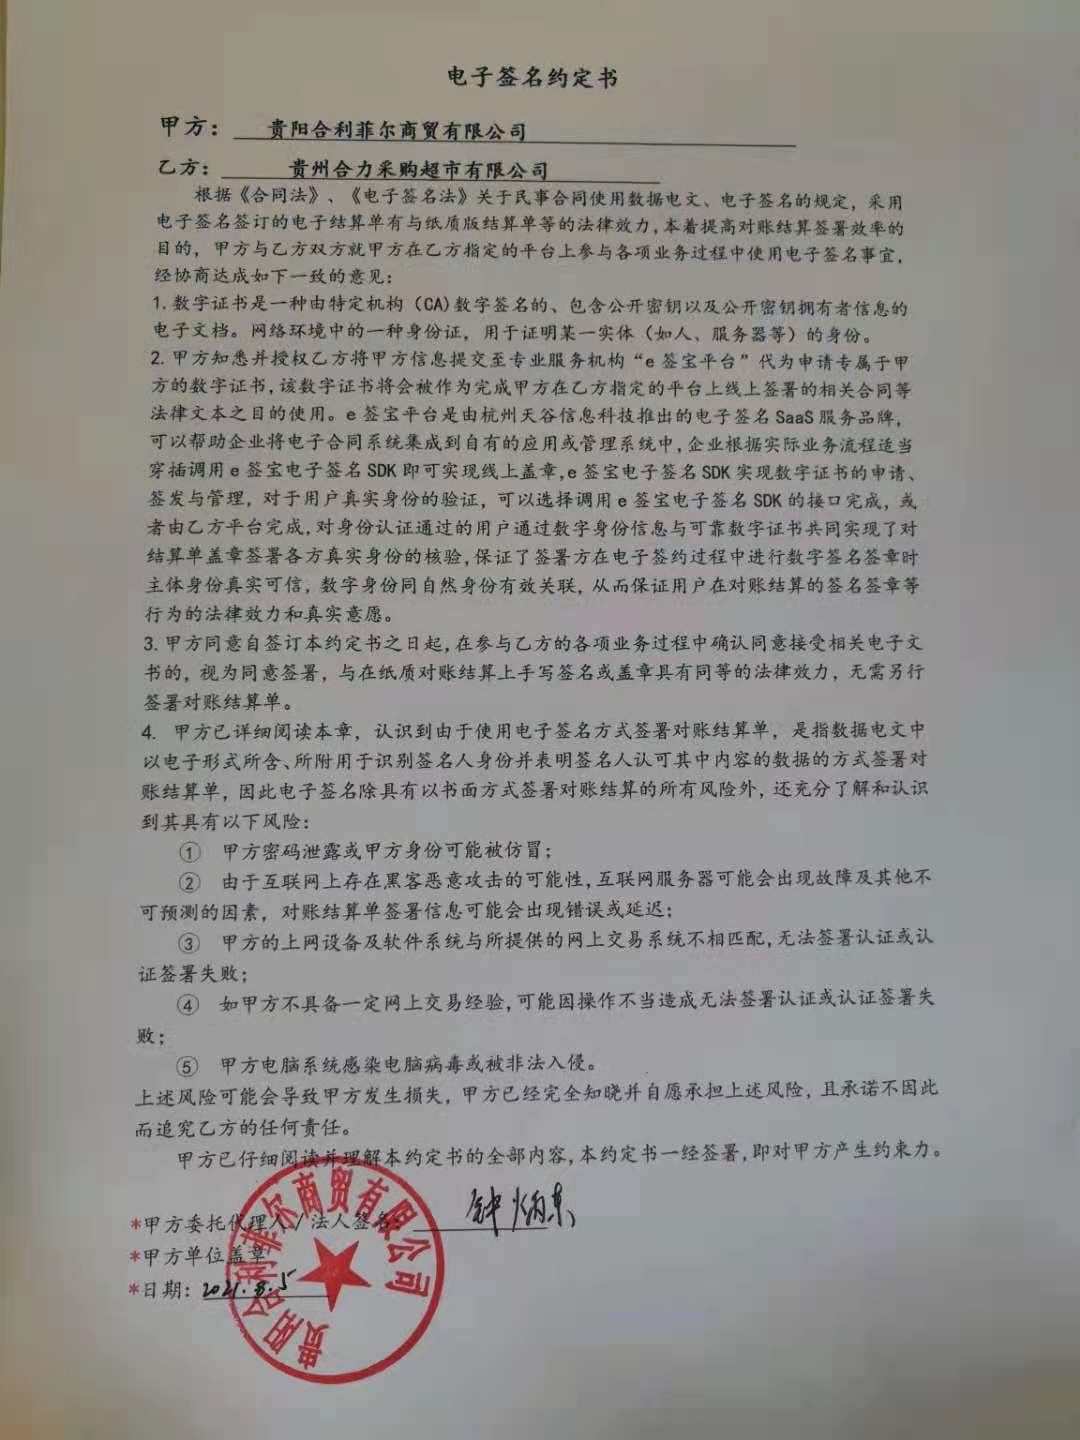 电子签名约定书
甲方： 贵阳合利菲尔商贸有限公司
乙方： 贵州合力采购超市有限公司
根据《合同法》、《电子签名法》关于民事合同使用数据电文、电子签名的规定，采用
电子签名签订的电子结算单有与纸质版结算单等的法律效力,本着提高对账结算签署效率的
目的，甲方与乙方双方就甲方在乙方指定的平台上参与各项业务过程中使用电子签名事宜，
经协商达成如下一致的意见：
1.数字证书是一种由特定机构（CA)数字签名的、包含公开密钥以及公开密钥拥有者信息的
电子文档。网络环境中的一种身份证，用于证明某一实体（如人、服务器等）的身份。
2.甲方知悉并授权乙方将甲方信息提交至专业服务机构“e签宝平台”代为申请专属于甲
方的数字证书,该数字证书将会被作为完成甲方在乙方指定的平台上线上签署的相关合同等
法律文本之目的使用。e签宝平台是由杭州天谷信息科技推出的电子签名SaaS服务品牌，
可以帮助企业将电子合同系统集成到自有的应用或管理系统中,企业根据实际业务流程适当
穿插调用e签宝电子签名SDK即可实现线上盖章,e签宝电子签名SDK实现数字证书的申请、
签发与管理，对于用户真实身份的验证，可以选择调用e签宝电子签名SDK的接口完成，或
者由乙方平台完成,对身份认证通过的用户通过数字身份信息与可靠数字证书共同实现了对
结算单盖章签署各方真实身份的核验,保证了签署方在电子签约过程中进行数字签名签章时
主体身份真实可信，数字身份同自然身份有效关联，从而保证用户在对账结算的签名签章等
行为的法律效力和真实意愿。
3.甲方同意自签订本约定书之日起,在参与乙方的各项业务过程中确认同意接受相关电子文
书的，视为同意签署，与在纸质对账结算上手写签名或盖章具有同等的法律效力，无需另行
签署对账结算单。
4. 甲方已详细阅读本章，认识到由于使用电子签名方式签署对账结算单，是指数据电文中
以电子形式所含、所附用于识别签名人身份并表明签名人认可其中内容的数据的方式签署对
账结算单，因此电子签名除具有以书面方式签署对账结算的所有风险外，还充分了解和认识
到其具有以下风险：
① 甲方密码泄露或甲方身份可能被仿冒；
② 由于互联网上存在黑客恶意攻击的可能性,互联网服务器可能会出现故障及其他不
可预测的因素，对账结算单签署信息可能会出现错误或延迟；
③ 甲方的上网设备及软件系统与所提供的网上交易系统不相匹配,无法签署认证或认
证签署失败；
④ 如甲方不具备一定网上交易经验,可能因操作不当造成无法签署认证或认证签署失
败；
⑤ 甲方电脑系统感染电脑病毒或被非法入侵。
上述风险可能会导致甲方发生损失，甲方已经完全知晓并自愿承担上述风险，且承诺不因此
而追究乙方的任何责任。
甲方已仔细阅读并理解本约定书的全部内容,本约定书一经签署,即对甲方产生约束力。
*甲方委托代理人/法人签名： 钟炳东
*甲方单位盖章
*日期：2021.8.5
贵阳合利菲尔商贸有限公司